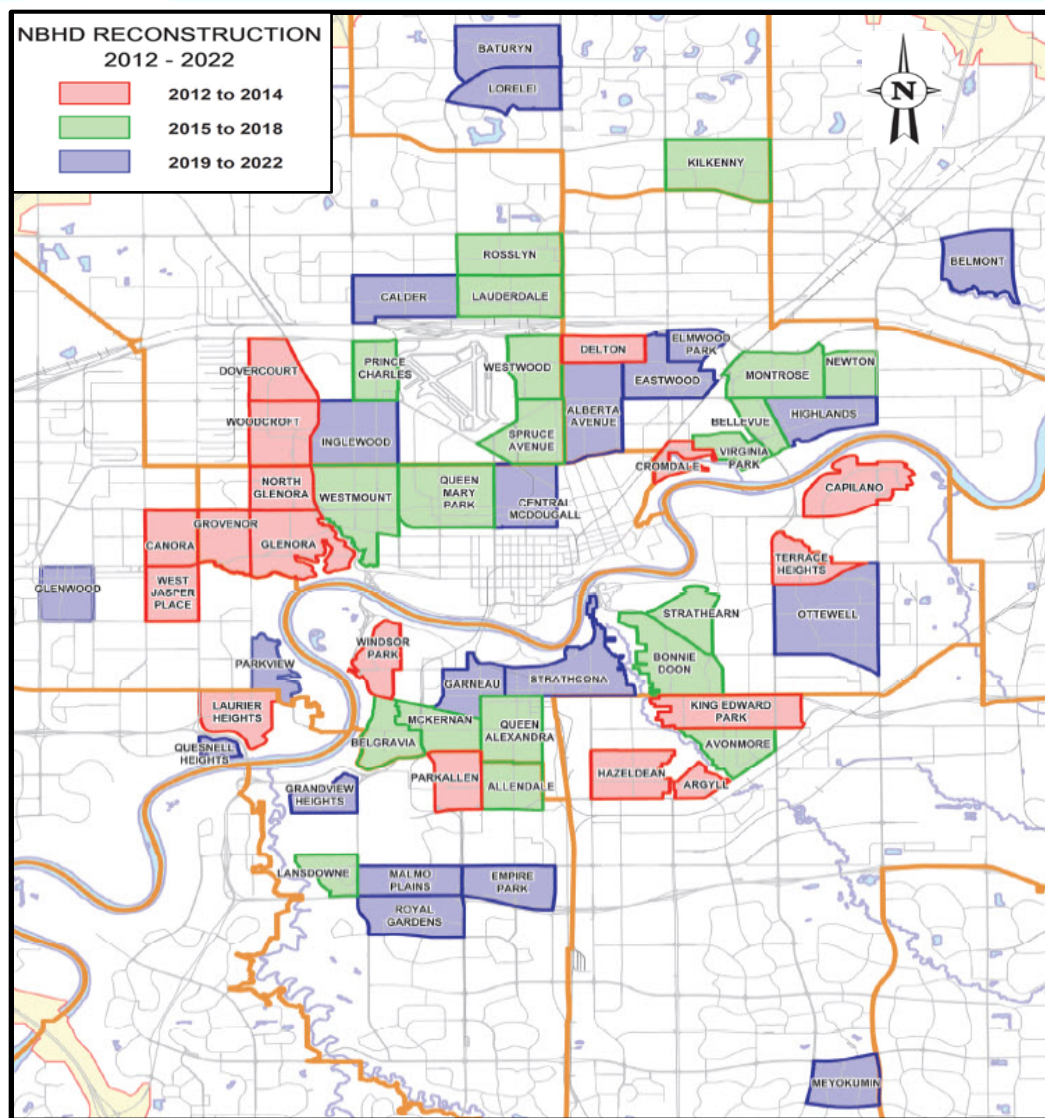 NBHD RECONSTRUCTION
2012 - 2022
2012 to 2014
2015 to 2018
2019 to 2022
N
BATURYN
LORELEI
KILKENNY
ROSSLYN
BELMONT
CALDER
LAUDERDALE
ELMWOOD
PARK
DELTON
DOVERCOURT
PRINCE
CHARLES
WESTWOOD
EASTWOOD
MONTROSE
NEWTON
WOODCROFT
INGLEWOOD
ALBERTA
AVENUE
HIGHLANDS
BELLEVUE
SPRUCE
AVENUE
VIRGINIA
PARK
CROMDALE
NORTH
GLENORA
WESTMOUNT
QUEEN
MARY
PARK
CENTRAL
MCDOUGALL
CAPILANO
GROVENOR
CANORA
GLENORA
TERRACE
HEIGHTS
GLENWOOD
WEST
JASPER
PLACE
STRATHEARN
OTTEWELL
WINDSOR
PARK
PARKVIEW
BONNIE
DOON
GARNEAU
STRATHCONA
LAURIER
HEIGHTS
KING EDWARD
PARK
MCKERNAN
QUEEN
ALEXANDRA
BELGRAVIA
AVONMORE
QUESNELL
HEIGHTS
PARKALLEN
HAZELDEAN
ARGYLL
GRANDVIEW
HEIGHTS
ALLENDALE
LANSDOWNE
MALMO
PLAINS
EMPIRE
PARK
ROYAL
GARDENS
MEYOKUMIN